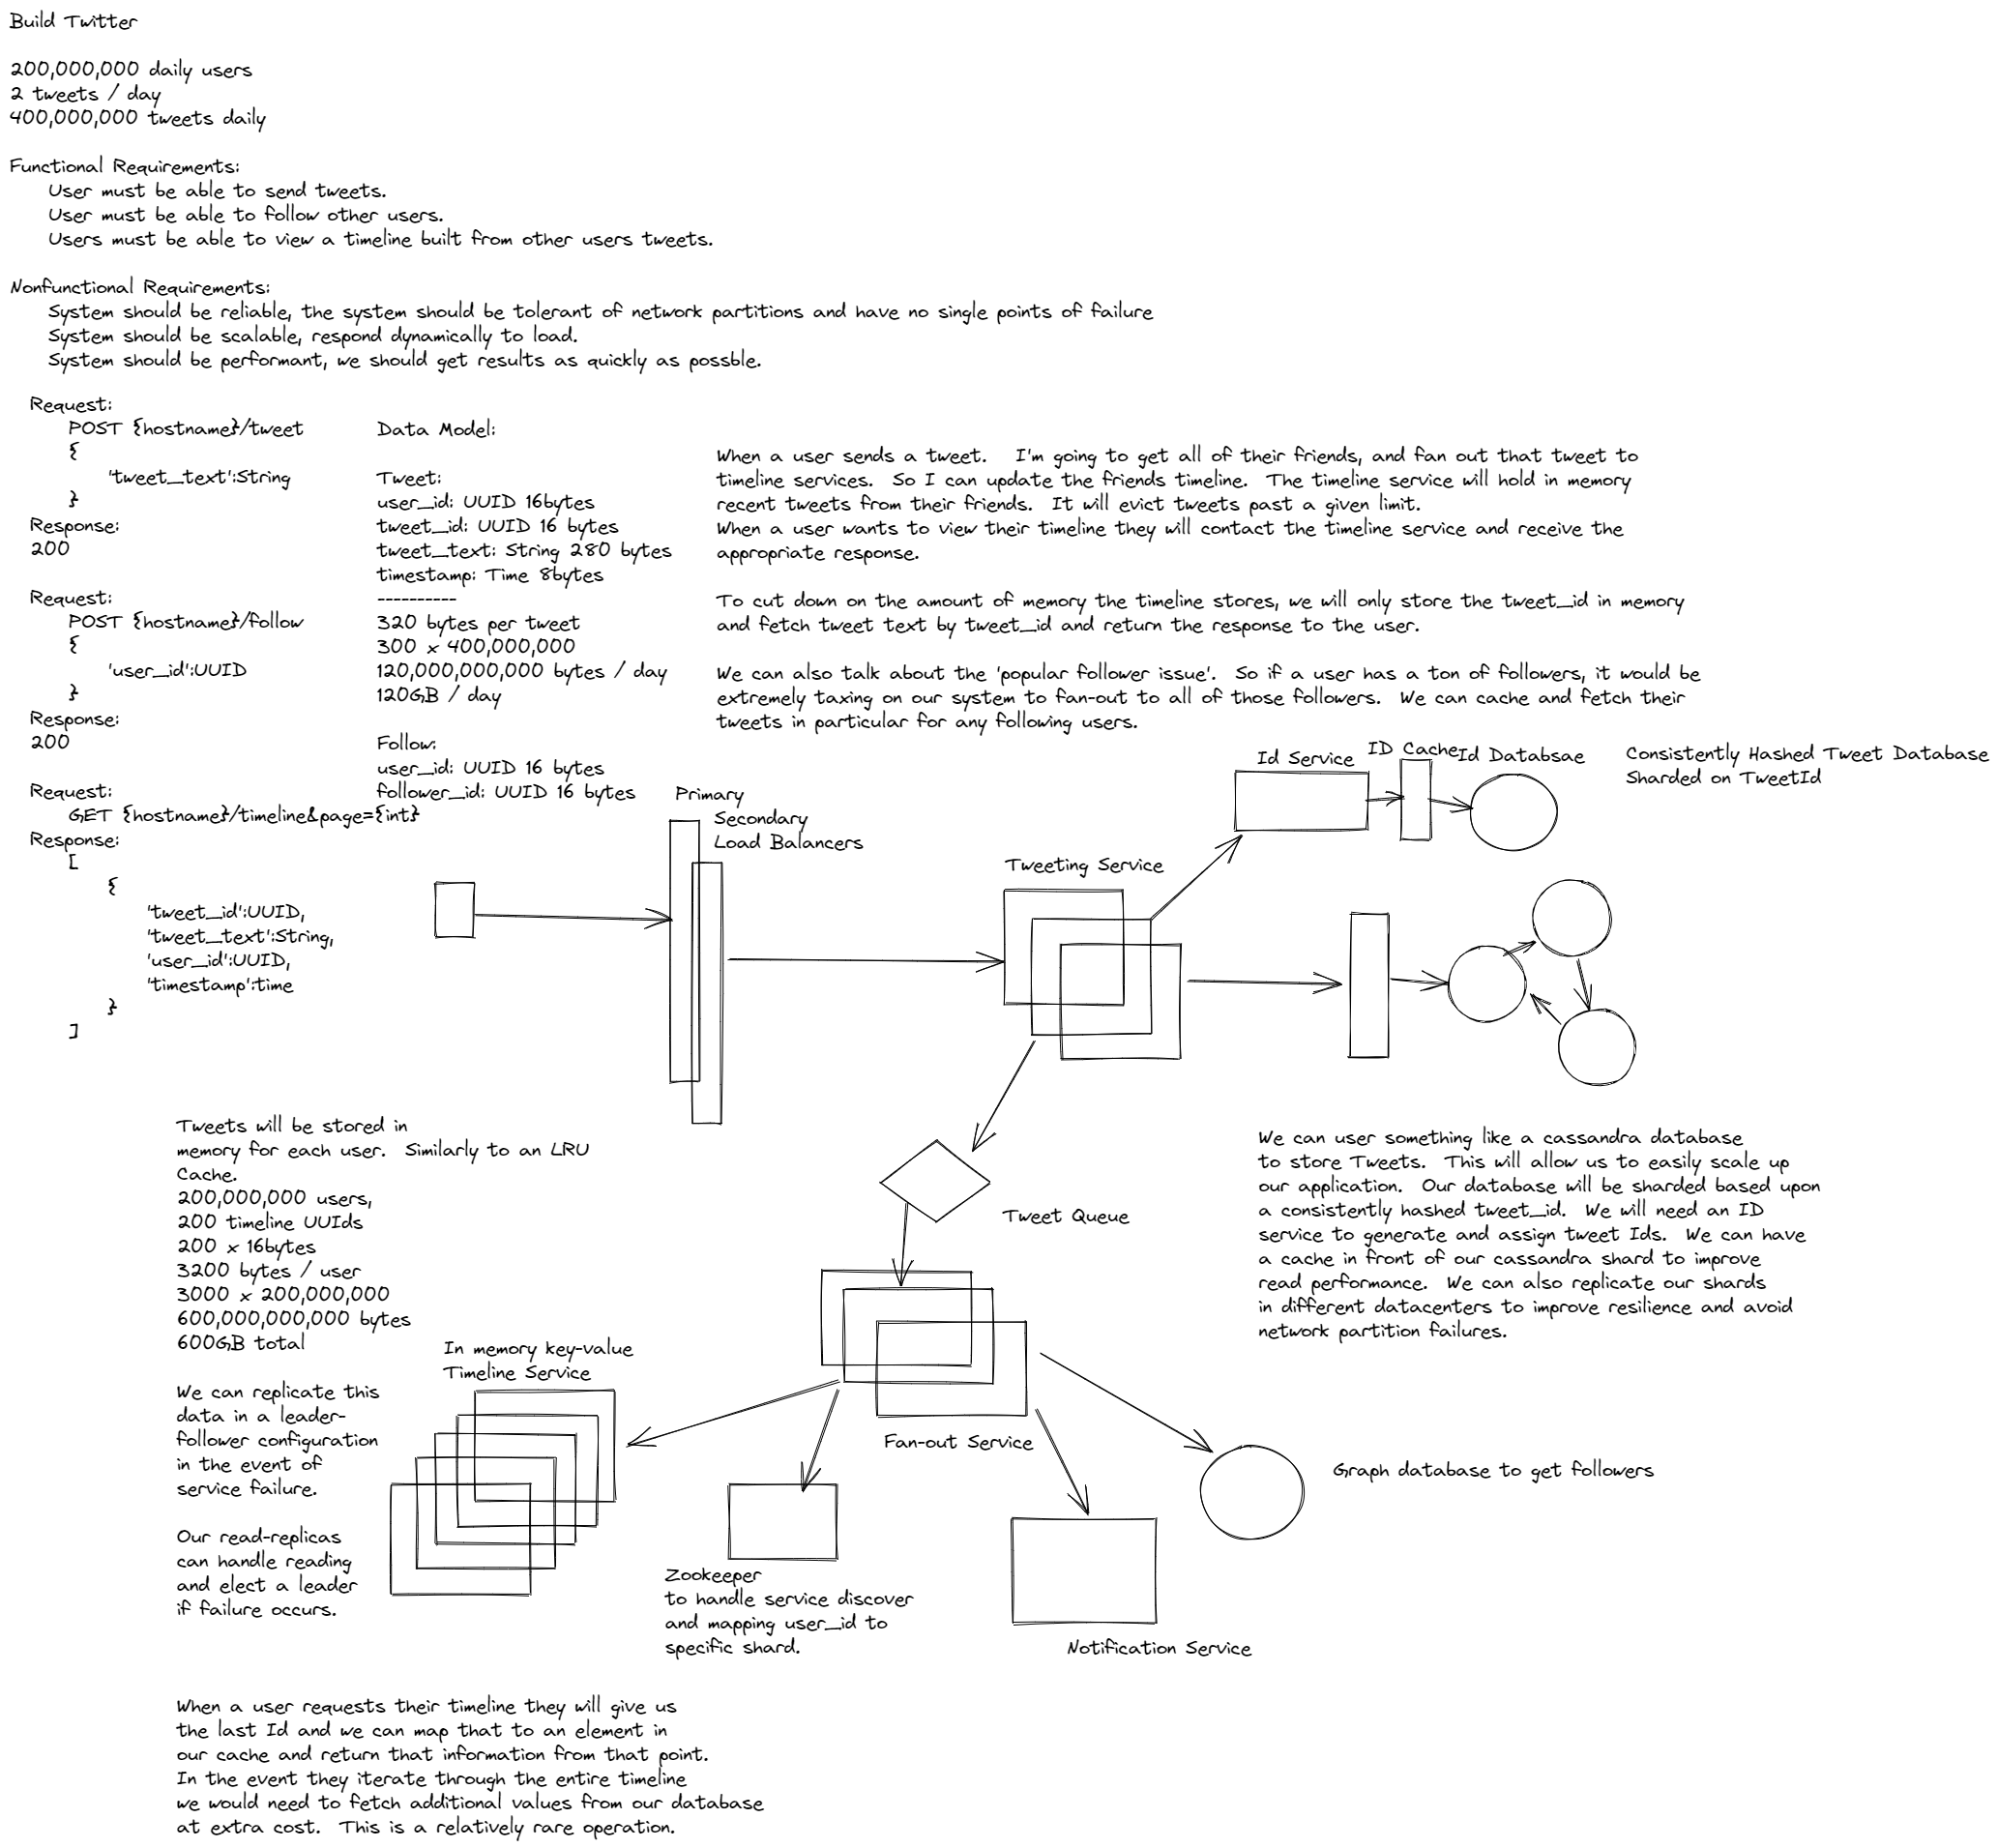 Build Twitter
200,000,000 daily users
2 tweets / day
400,000,000 tweets daily
Functional Requirements:
User must be able to send tweets.
User must be able to follow other users.
Users must be able to view a timeline built from other users tweets.
Nonfunctional Requirements:
System should be reliable, the system should be tolerant of network partitions and have no single points of failure
System should be scalable, respond dynamically to load.
System should be performant, we should get results as quickly as possble.
Request:
POST {hostname}/tweet
{
'tweet_text':String
}
Response:
200
Request:
POST {hostname}/follow
{
'user_id':UUID
}
Response:
200
Request:
GET {hostname}/timeline&page={int}
Response:
[
{
'tweet_id':UUID,
'tweet_text':String,
'user_id':UUID,
'timestamp':time
}
]
Data Model:
Tweet:
user_id: UUID 16bytes
tweet_id: UUID 16 bytes
tweet_text: String 280 bytes
timestamp: Time 8bytes
----------
320 bytes per tweet
300 x 400,000,000
120,000,000,000 bytes / day
120GB / day
Follow:
user_id: UUID 16 bytes
follower_id: UUID 16 bytes
When a user sends a tweet. I'm going to get all of their friends, and fan out that tweet to
timeline services. So I can update the friends timeline. The timeline service will hold in memory
recent tweets from their friends. It will evict tweets past a given limit.
When a user wants to view their timeline they will contact the timeline service and receive the
appropriate response.
To cut down on the amount of memory the timeline stores, we will only store the tweet_id in memory
and fetch tweet text by tweet_id and return the response to the user.
We can also talk about the 'popular follower issue'. So if a user has a ton of followers, it would be
extremely taxing on our system to fan-out to all of those followers. We can cache and fetch their
tweets in particular for any following users.
Primary
Secondary
Load Balancers
Tweeting Service
Id Service
ID Cache
Id Databsae
Consistently Hashed Tweet Database
Sharded on TweetId
Tweets will be stored in
memory for each user. Similarly to an LRU
Cache.
200,000,000 users,
200 timeline UUIds
200 x 16bytes
3200 bytes / user
3000 x 200,000,000
600,000,000,000 bytes
600GB total
We can replicate this
data in a leader-
follower configuration
in the event of
service failure.
Our read-replicas
can handle reading
and elect a leader
if failure occurs.
In memory key-value
Timeline Service
Tweet Queue
Fan-out Service
We can user something like a cassandra database
to store Tweets. This will allow us to easily scale up
our application. Our database will be sharded based upon
a consistently hashed tweet_id. We will need an ID
service to generate and assign tweet Ids. We can have
a cache in front of our cassandra shard to improve
read performance. We can also replicate our shards
in different datacenters to improve resilience and avoid
network partition failures.
Graph database to get followers
Zookeeper
to handle service discover
and mapping user_id to
specific shard.
Notification Service
When a user requests their timeline they will give us
the last Id and we can map that to an element in
our cache and return that information from that point.
In the event they iterate through the entire timeline
we would need to fetch additional values from our database
at extra cost. This is a relatively rare operation.